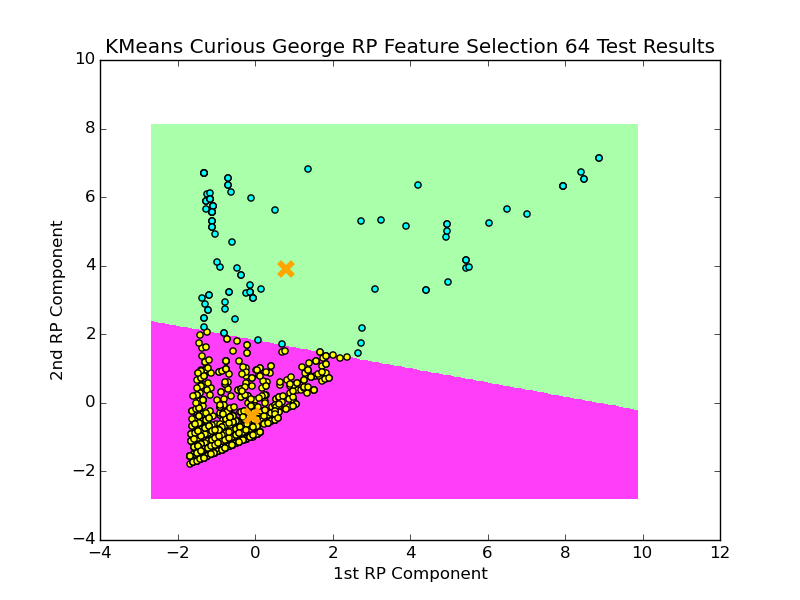 KMeans Curious George RP Feature Selection 64 Test Results
10
8
6
4
2
0
−2
−4
2nd RP Component
−4 −2 0 2 4 6 8 10 12
1st RP Component